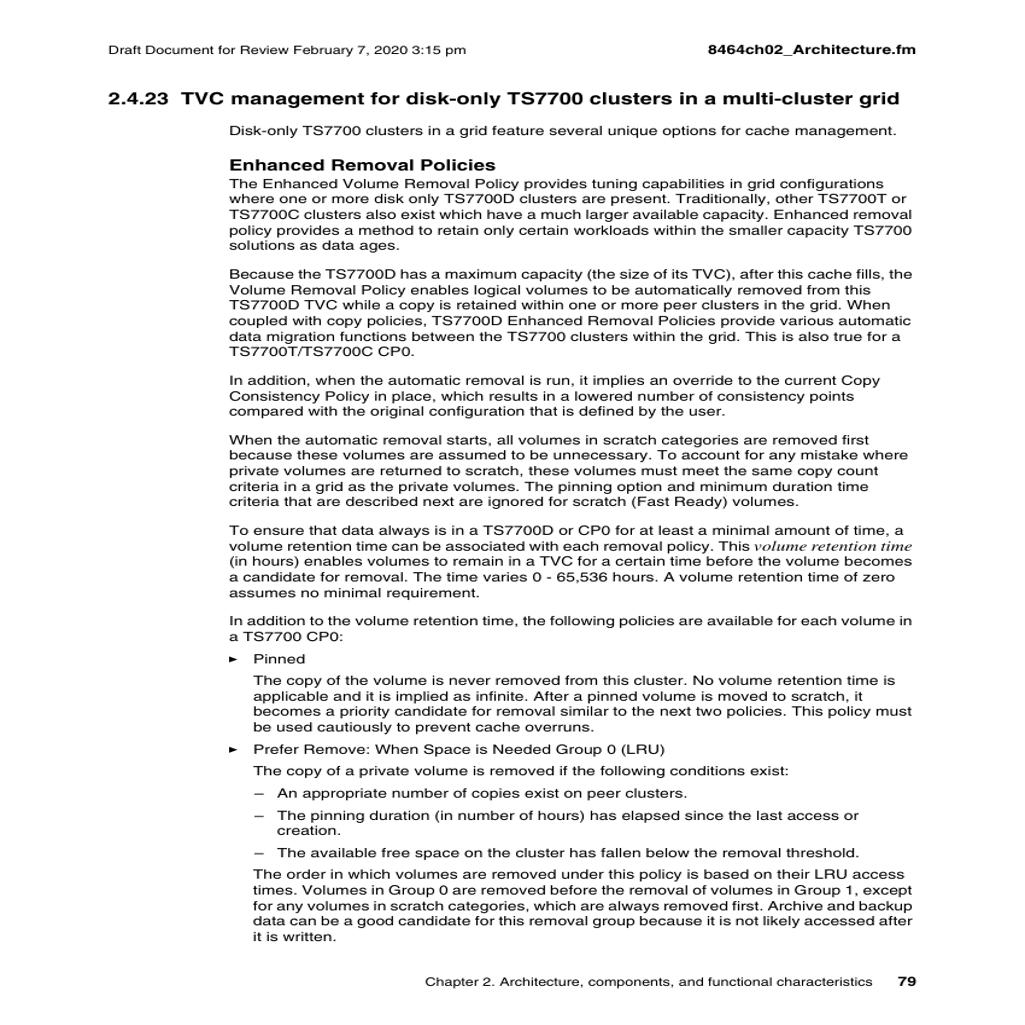 Draft Document for Review February 7, 2020 3:15 pm 8464ch02_Architecture.fm
2.4.23 TVC management for disk-only TS7700 clusters in a multi-cluster grid
Disk-only TS7700 clusters in a grid feature several unique options for cache management.
Enhanced Removal Policies
The Enhanced Volume Removal Policy provides tuning capabilities in grid configurations
where one or more disk only TS7700D clusters are present. Traditionally, other TS7700T or
TS7700C clusters also exist which have a much larger available capacity. Enhanced removal
policy provides a method to retain only certain workloads within the smaller capacity TS7700
solutions as data ages.
Because the TS7700D has a maximum capacity (the size of its TVC), after this cache fills, the
Volume Removal Policy enables logical volumes to be automatically removed from this
TS7700D TVC while a copy is retained within one or more peer clusters in the grid. When
coupled with copy policies, TS7700D Enhanced Removal Policies provide various automatic
data migration functions between the TS7700 clusters within the grid. This is also true for a
TS7700T/TS7700C CP0.
In addition, when the automatic removal is run, it implies an override to the current Copy
Consistency Policy in place, which results in a lowered number of consistency points
compared with the original configuration that is defined by the user.
When the automatic removal starts, all volumes in scratch categories are removed first
because these volumes are assumed to be unnecessary. To account for any mistake where
private volumes are returned to scratch, these volumes must meet the same copy count
criteria in a grid as the private volumes. The pinning option and minimum duration time
criteria that are described next are ignored for scratch (Fast Ready) volumes.
To ensure that data always is in a TS7700D or CP0 for at least a minimal amount of time, a
volume retention time can be associated with each removal policy. This volume retention time
(in hours) enables volumes to remain in a TVC for a certain time before the volume becomes
a candidate for removal. The time varies 0 - 65,536 hours. A volume retention time of zero
assumes no minimal requirement.
In addition to the volume retention time, the following policies are available for each volume in
a TS7700 CP0:
► Pinned
The copy of the volume is never removed from this cluster. No volume retention time is
applicable and it is implied as infinite. After a pinned volume is moved to scratch, it
becomes a priority candidate for removal similar to the next two policies. This policy must
be used cautiously to prevent cache overruns.
► Prefer Remove: When Space is Needed Group 0 (LRU)
The copy of a private volume is removed if the following conditions exist:
– An appropriate number of copies exist on peer clusters.
– The pinning duration (in number of hours) has elapsed since the last access or
creation.
– The available free space on the cluster has fallen below the removal threshold.
The order in which volumes are removed under this policy is based on their LRU access
times. Volumes in Group 0 are removed before the removal of volumes in Group 1, except
for any volumes in scratch categories, which are always removed first. Archive and backup
data can be a good candidate for this removal group because it is not likely accessed after
it is written.
Chapter 2. Architecture, components, and functional characteristics 79